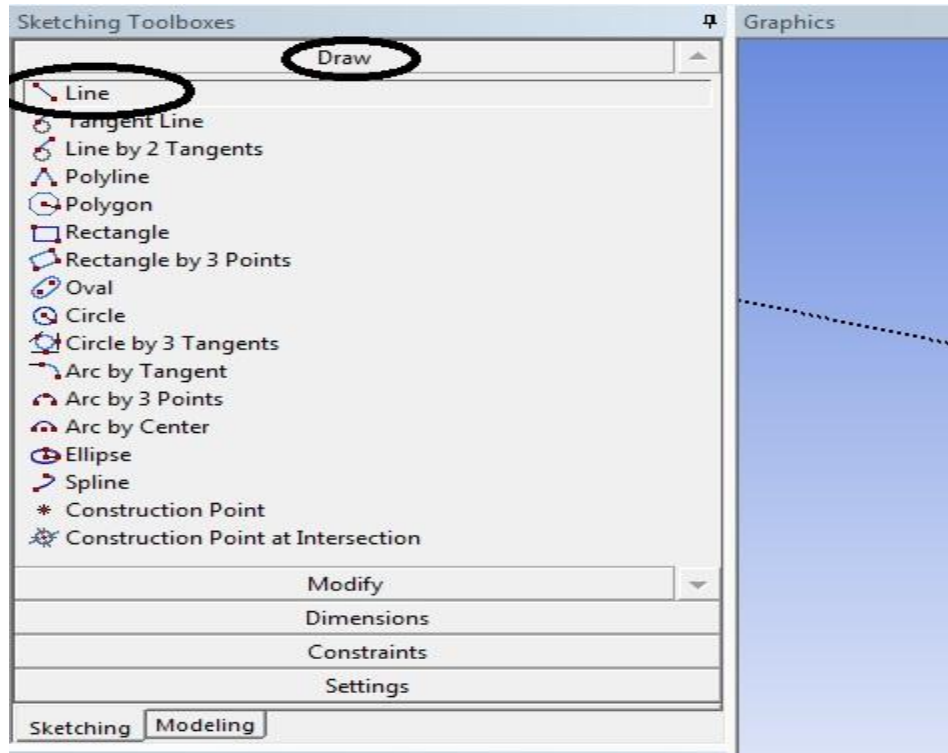 Sketching Toolboxes
Graphics
Draw
Line
Tangent Line
Line by 2 Tangents
Polyline
Polygon
Rectangle
Rectangle by 3 Points
Oval
Circle
Circle by 3 Tangents
Arc by Tangent
Arc by 3 Points
Arc by Center
Ellipse
Spline
Construction Point
Construction Point at Intersection
Modify
Dimensions
Constraints
Settings
Sketching Modeling